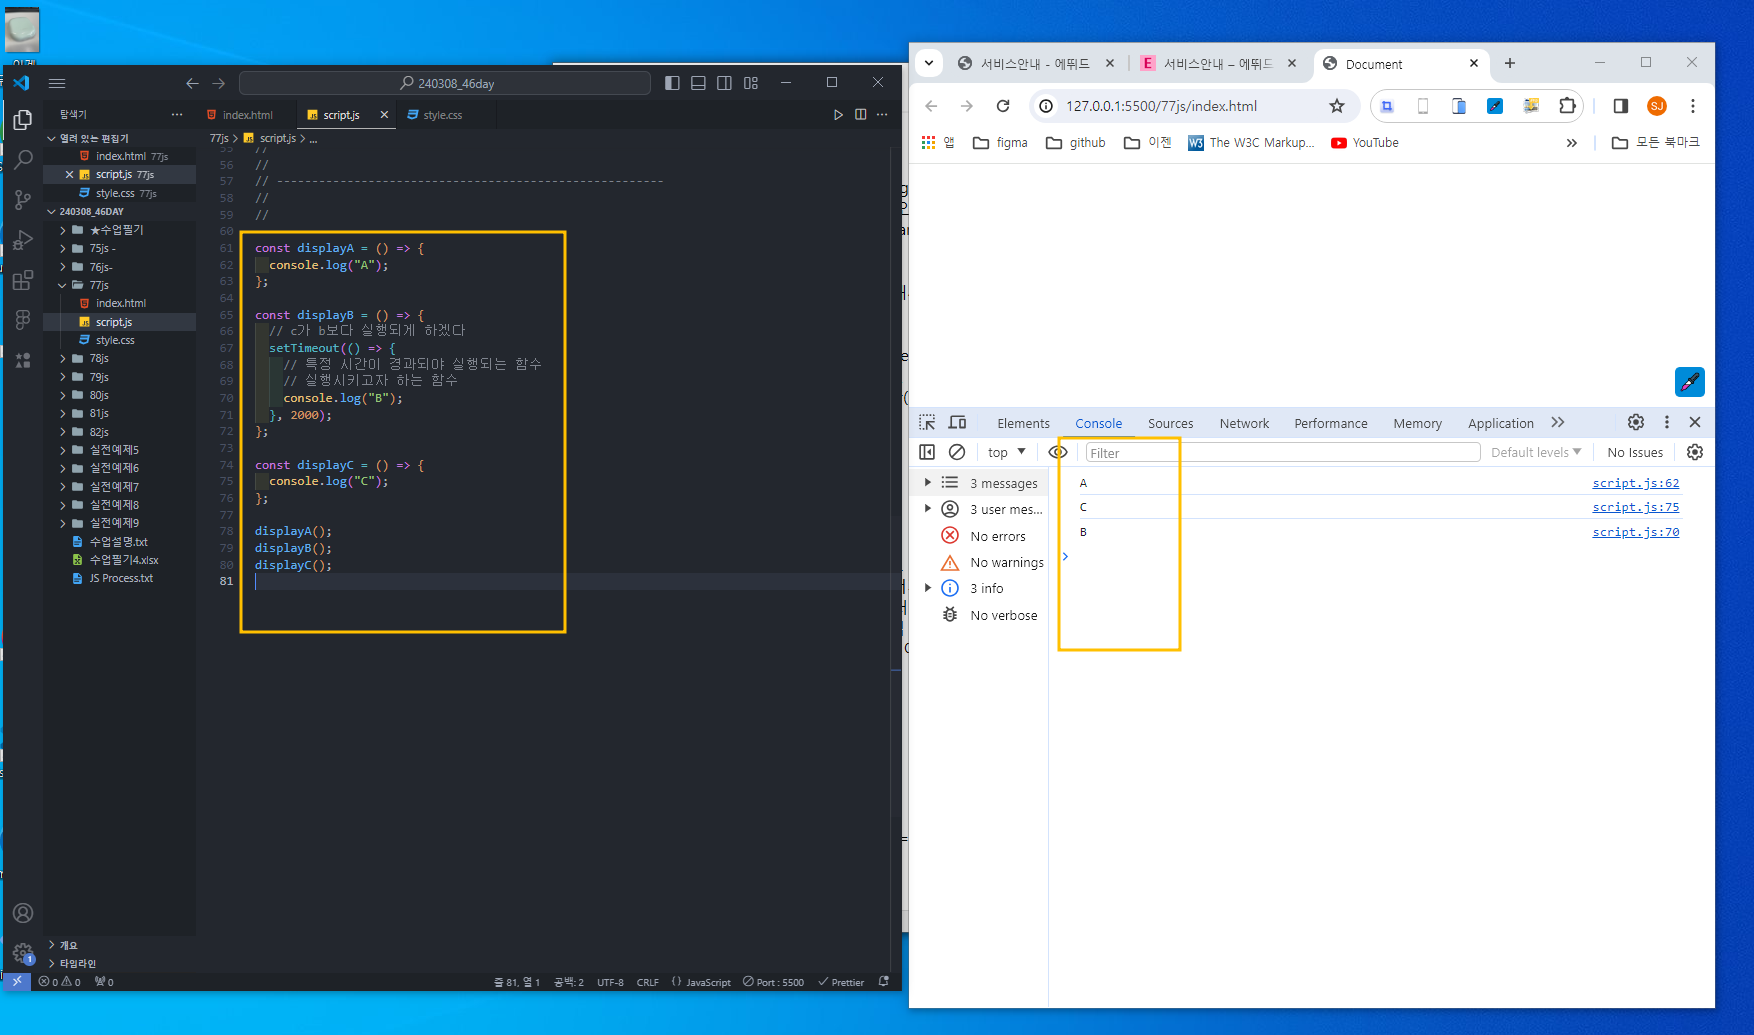 240308_46day
탐색기
열려 있는 편집기
index.html 77js
script.js 77js
style.css 77js
240308_46DAY
★수업필기
75js -
76js-
77js
index.html
script.js
style.css
78js
79js
80js
81js
82js
실전예제5
실전예제6
실전예제7
실전예제8
실전예제9
수업설명.txt
수업필기4.xlsx
JS Process.txt
개요
타임라인
index.html
script.js
style.css
77js > script.js > ...
55 //
56 //
57 // -------------------------------------------------------
58 //
59 //
60
61 const displayA = () => {
62 console.log("A");
63 };
64
65 const displayB = () => {
66 // c가 b보다 실행되게 하겠다
67 setTimeout(() => {
68 // 특정 시간이 경과되야 실행되는 함수
69 // 실행시키고자 하는 함수
70 console.log("B");
71 }, 2000);
72 };
73
74 const displayC = () => {
75 console.log("C");
76 };
77
78 displayA();
79 displayB();
80 displayC();
81
1
0 0 0
줄 81, 열 1 공백: 2 UTF-8 CRLF {} JavaScript Port : 5500 Prettier
서비스안내 - 에뛰드
E 서비스안내 – 에뛰드
Document
127.0.0.1:5500/77js/index.html
SJ
앱 figma github 이젠 W3 The W3C Markup... YouTube » 모든 북마크
Elements Console Sources Network Performance Memory Application
top Filter Default levels No Issues
3 messages
3 user mes...
No errors
No warnings
3 info
No verbose
A script.js:62
C script.js:75
B script.js:70